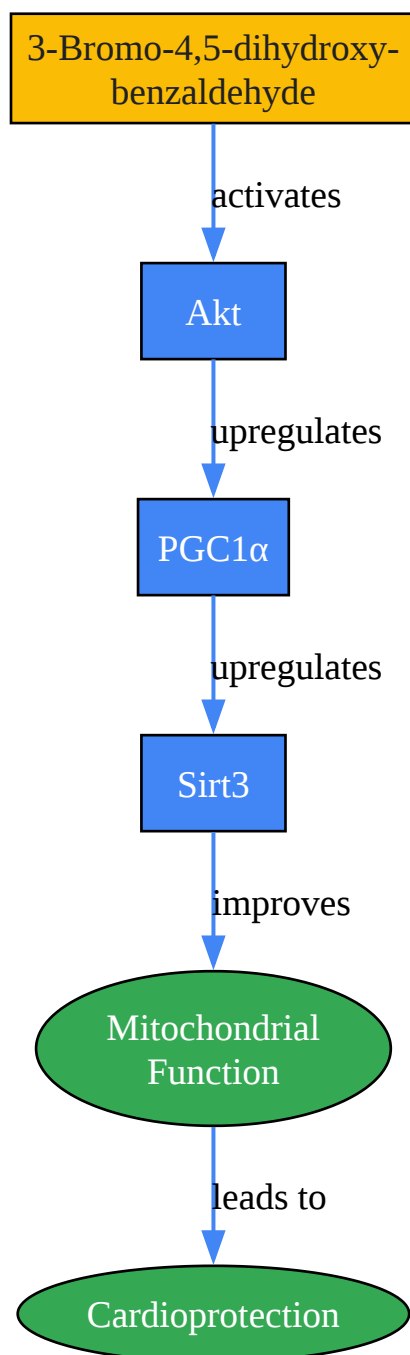 3-Bromo-4,5-dihydroxy-
benzaldehyde
activates
Akt
upregulates
PGC1α
upregulates
Sirt3
improves
Mitochondrial
Function
leads to
Cardioprotection